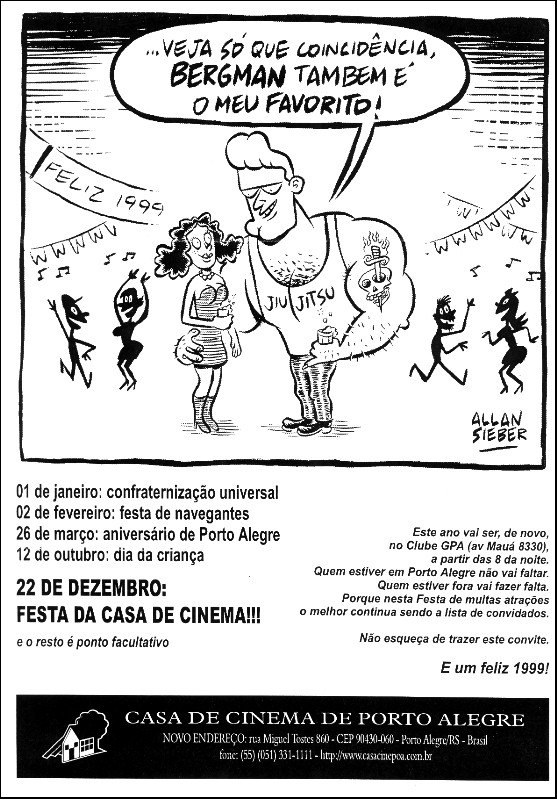 ...VEJA SÓ QUE COINCIDÊNCIA,
BERGMAN TAMBEM É
O MEU FAVORITO!
FELIZ 1999
JIU JITSU
ALLAN
SIEBER
01 de janeiro: confraternização universal
02 de fevereiro: festa de navegantes
26 de março: aniversário de Porto Alegre
12 de outubro: dia da criança
22 DE DEZEMBRO:
FESTA DA CASA DE CINEMA!!!
e o resto é ponto facultativo
Este ano vai ser, de novo,
no Clube GPA (av Mauá 8330),
a partir das 8 da noite.
Quem estiver em Porto Alegre não vai faltar.
Quem estiver fora vai fazer falta.
Porque nesta Festa de multas atrações
o melhor continua sendo a lista de convidados.
Não esqueça de trazer este convite.
E um feliz 1999!
CASA DE CINEMA DE PORTO ALEGRE
NOVO ENDEREÇO: rua Miguel Tostes 860 - CEP 90430-060 - Porto Alegre/RS - Brasil
fone: (55) (051) 331-1111 - http://www.casacinepoa.com.br